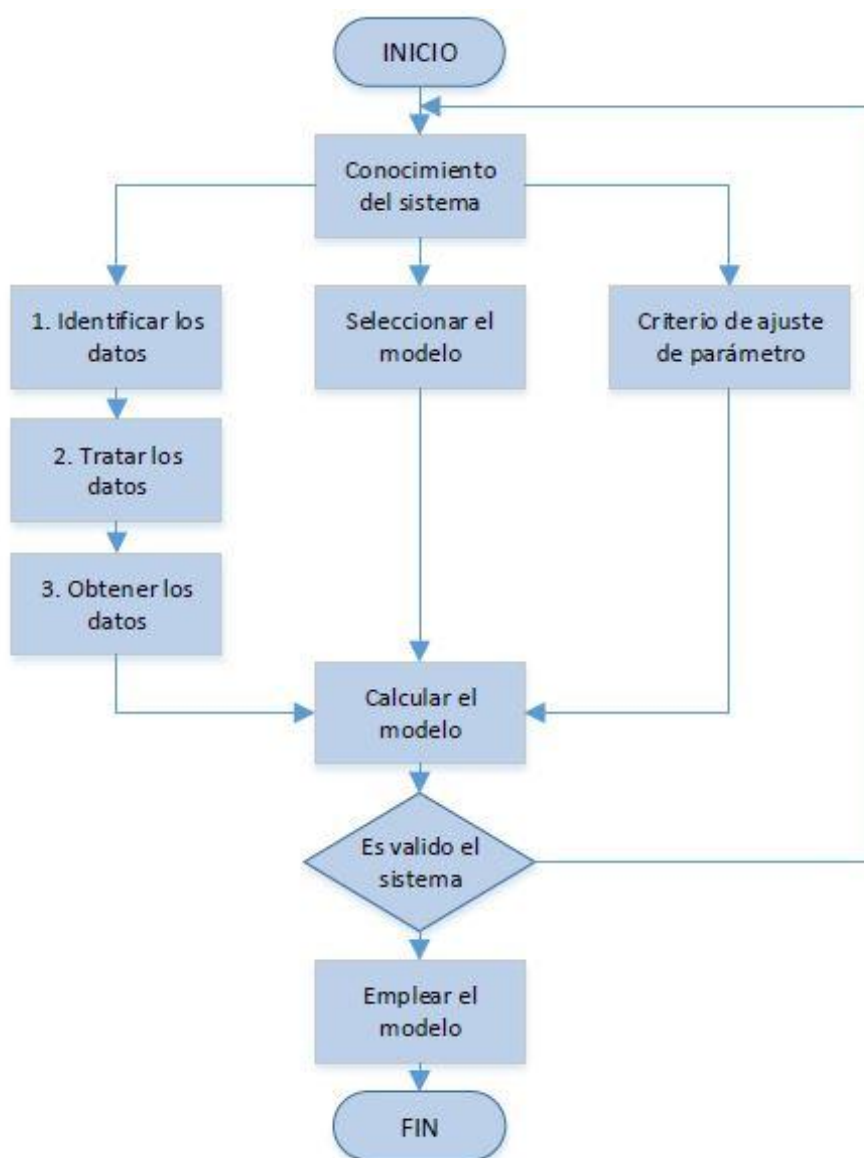 INICIO
Conocimiento
del sistema
1. Identificar los
datos
Seleccionar el
modelo
Criterio de ajuste
de parámetro
2. Tratar los
datos
3. Obtener los
datos
Calcular el
modelo
Es valido el
sistema
Emplear el
modelo
FIN